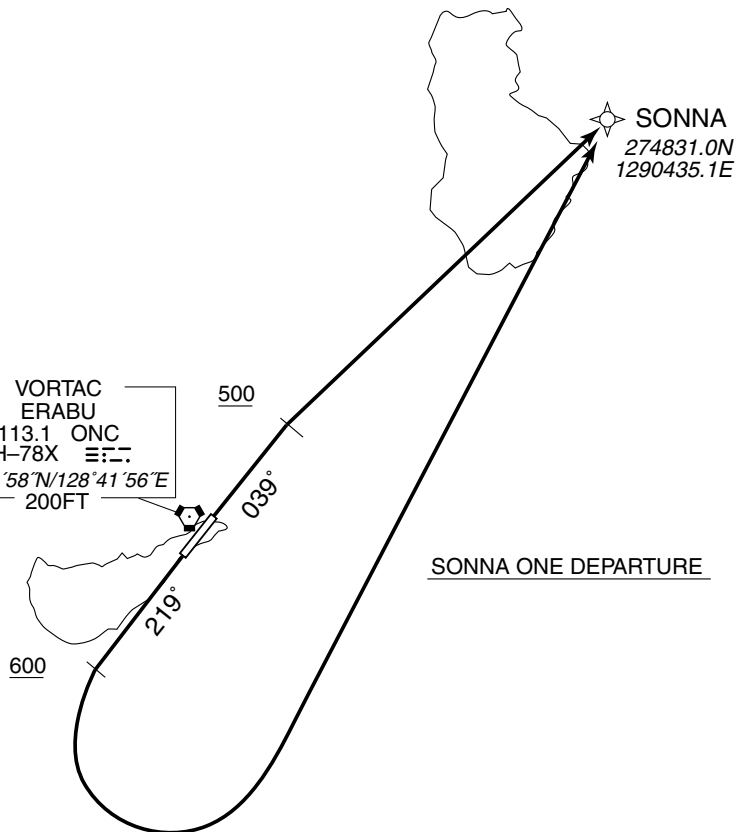 SONNA
274831.0N
1290435.1E
VORTAC
ERABU
113.1 ONC
H–78X
´58˝N/128°41´56˝E
200FT
500
039°
219°
600
SONNA ONE DEPARTURE